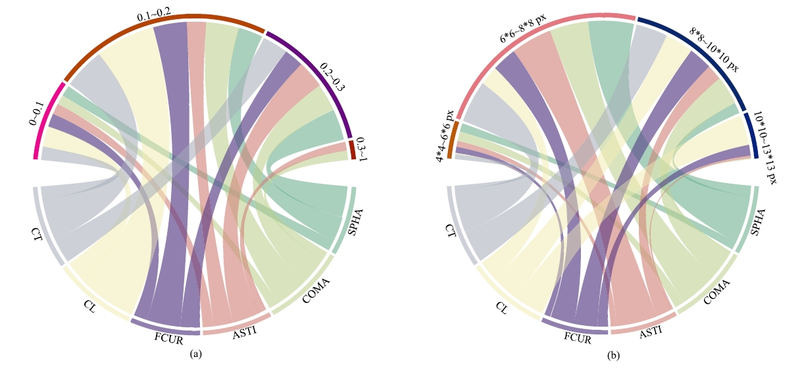 0~0.1
0.1~0.2
0.2~0.3
0.3~1
CT
CL
FCUR
ASTI
COMA
SPHA
(a)
4*4~6*6 px
6*6~8*8 px
8*8~10*10 px
10*10~13*13 px
CT
CL
FCUR
ASTI
COMA
SPHA
(b)